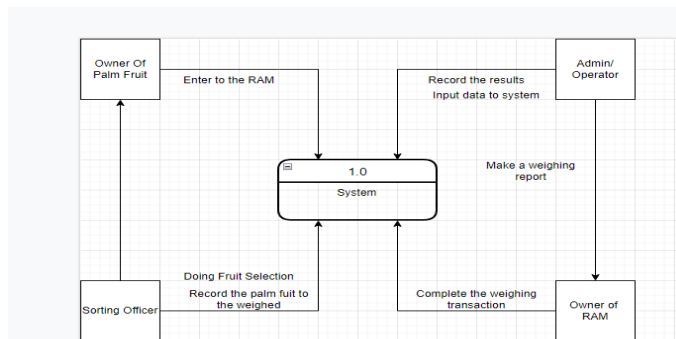 Owner Of
Palm Fruit
Enter to the RAM
Record the results
Input data to system
Admin/
Operator
1.0
System
Make a weighing
report
Doing Fruit Selection
Record the palm fuit to
the weighed
Sorting Officer
Complete the weighing
transaction
Owner of
RAM